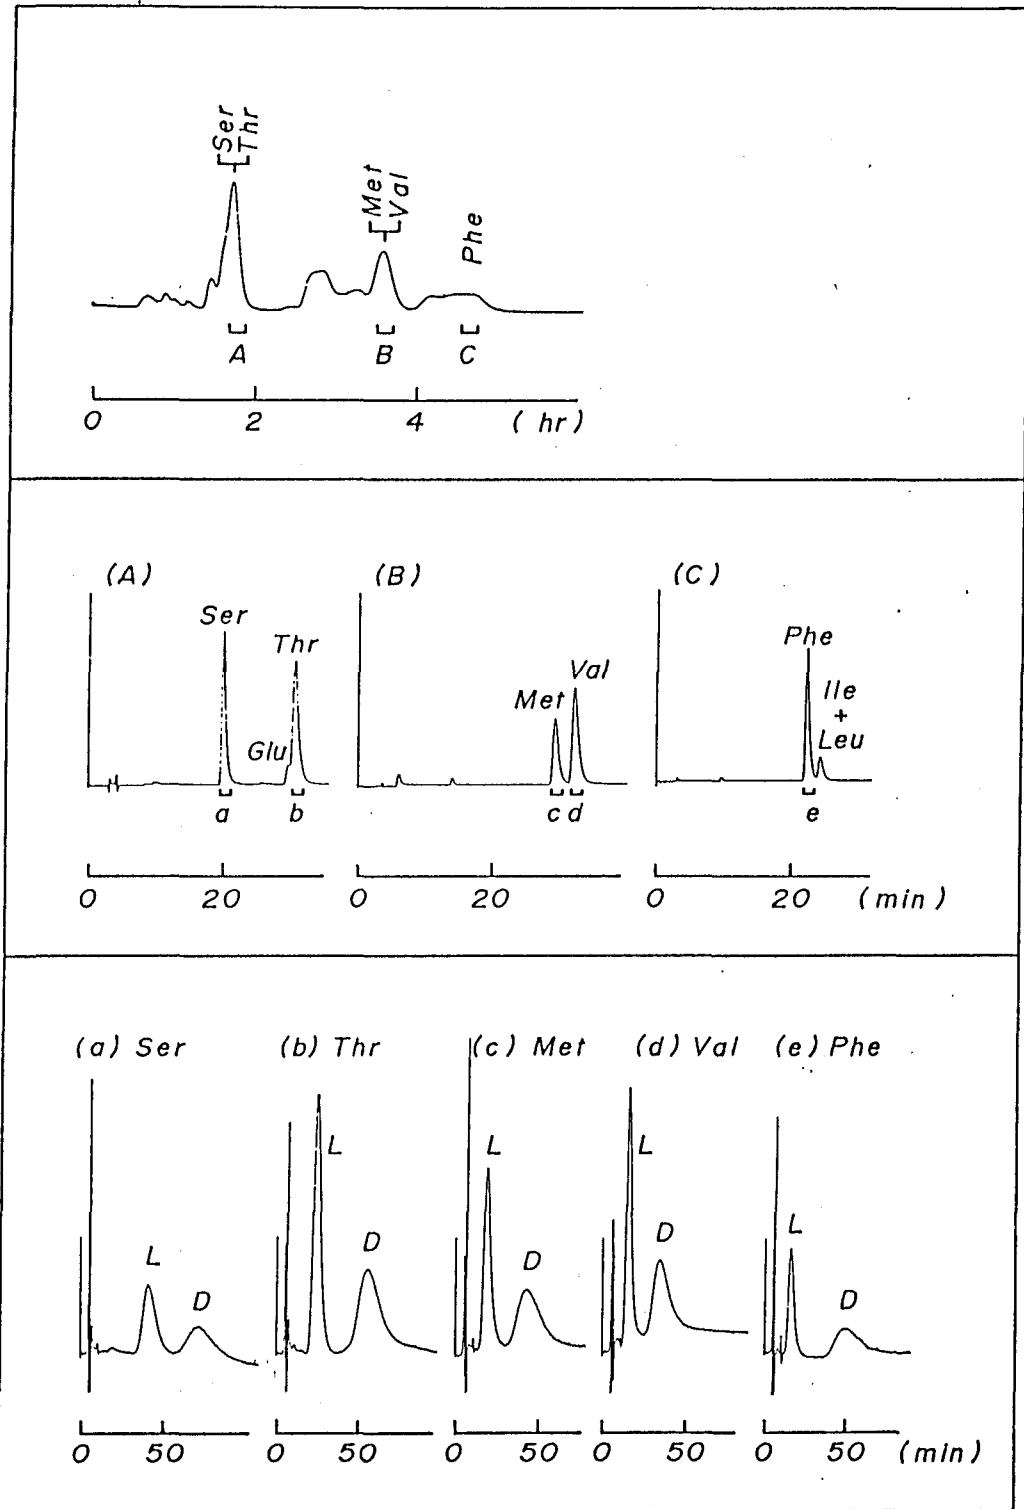 Ser
Thr
Met
Val
Phe
A B C
0 2 4 (hr)
(A) (B) (C)
Ser
Thr
Glu
a b
Met
Val
c d
Phe
Ile
+
Leu
e
0 20 0 20 0 20 (min)
(a) Ser (b) Thr (c) Met (d) Val (e) Phe
L D
L D
L D
L D
L D
0 50 0 50 0 50 0 50 0 50 (min)